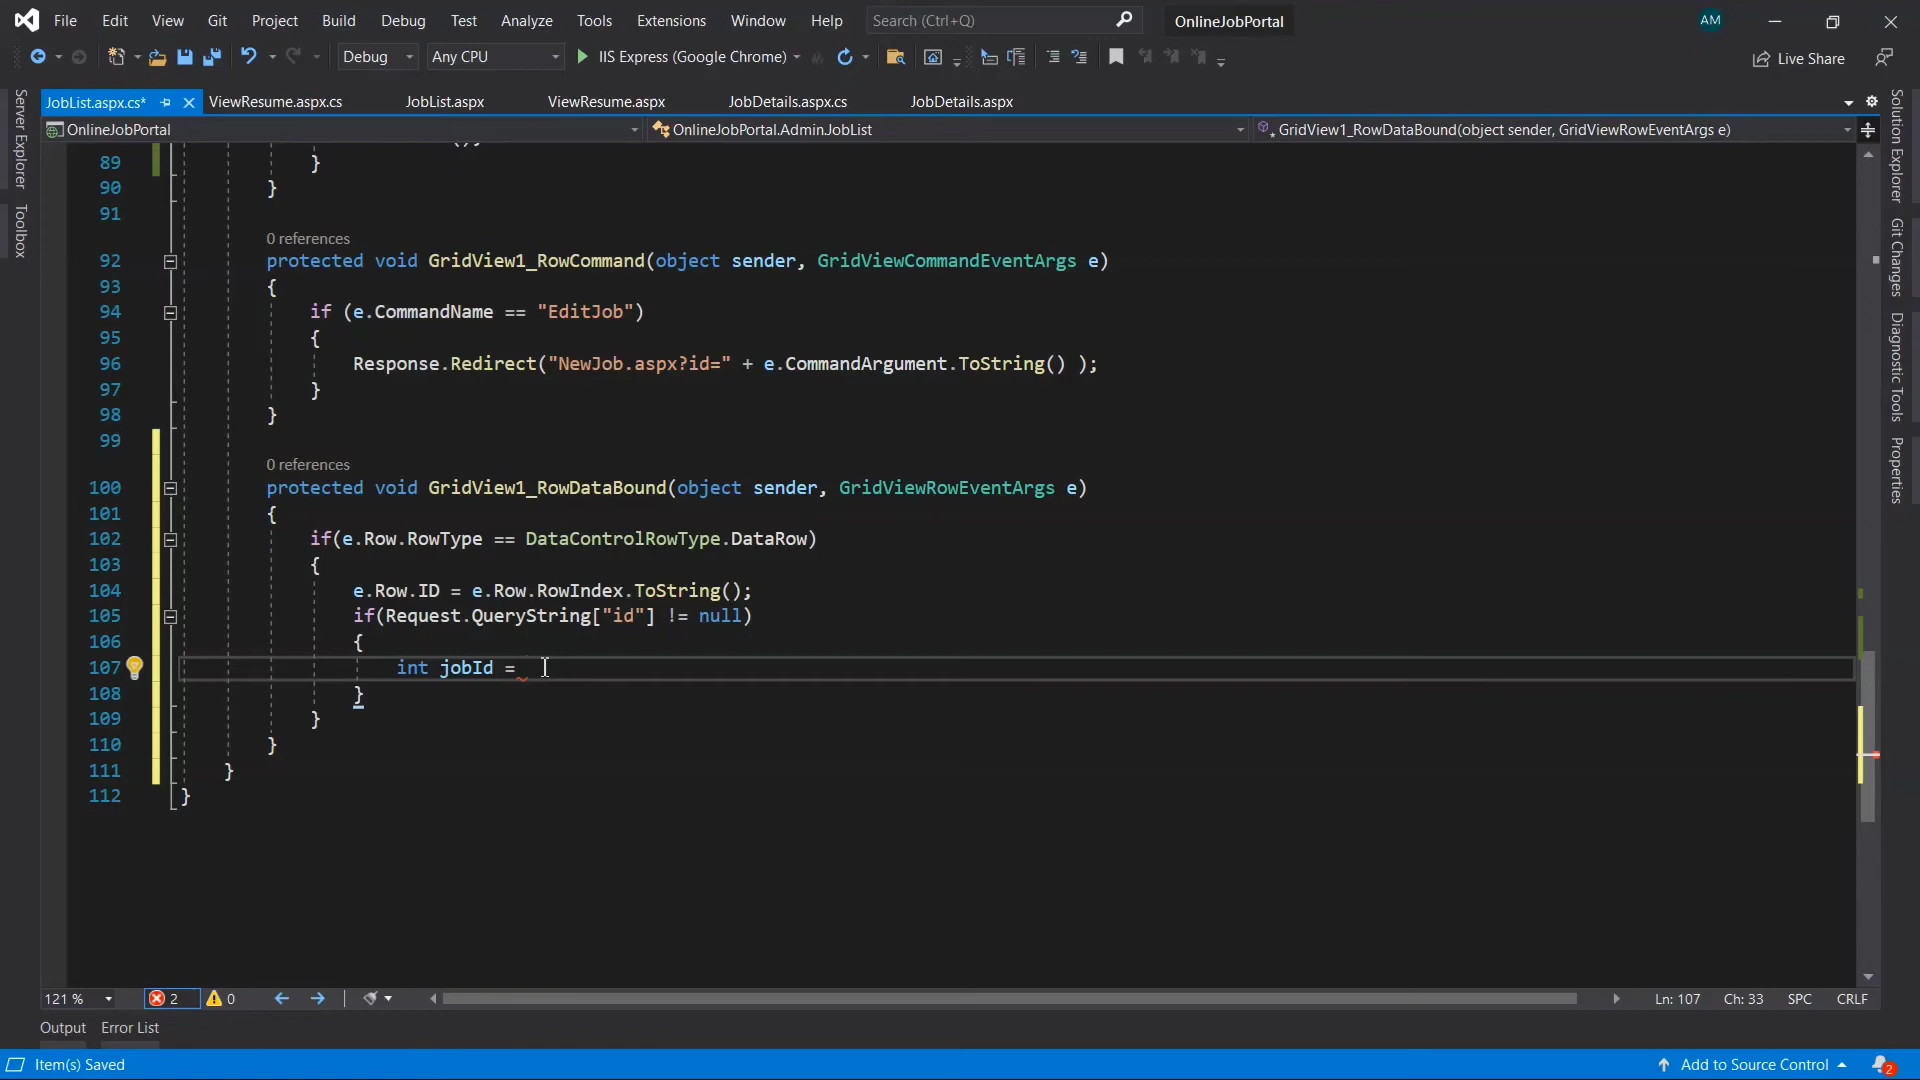 File Edit View Git Project Build Debug Test Analyze Tools Extensions Window Help Search (Ctrl+Q) OnlineJobPortal AM
Debug Any CPU IIS Express (Google Chrome) Live Share
JobList.aspx.cs* ViewResume.aspx.cs JobList.aspx ViewResume.aspx JobDetails.aspx.cs JobDetails.aspx
OnlineJobPortal OnlineJobPortal.Admin.JobList GridView1_RowDataBound(object sender, GridViewRowEventArgs e)
Server Explorer
Toolbox
Solution Explorer
Git Changes
Diagnostic Tools
Properties
89 }
90 }
91
0 references
92 protected void GridView1_RowCommand(object sender, GridViewCommandEventArgs e)
93 {
94 if (e.CommandName == "EditJob")
95 {
96 Response.Redirect("NewJob.aspx?id=" + e.CommandArgument.ToString() );
97 }
98 }
99
0 references
100 protected void GridView1_RowDataBound(object sender, GridViewRowEventArgs e)
101 {
102 if(e.Row.RowType == DataControlRowType.DataRow)
103 {
104 e.Row.ID = e.Row.RowIndex.ToString();
105 if(Request.QueryString["id"] != null)
106 {
107 int jobId =
108 }
109 }
110 }
111 }
112 }
121 % 2 0 Ln: 107 Ch: 33 SPC CRLF
Output Error List
Item(s) Saved Add to Source Control 2